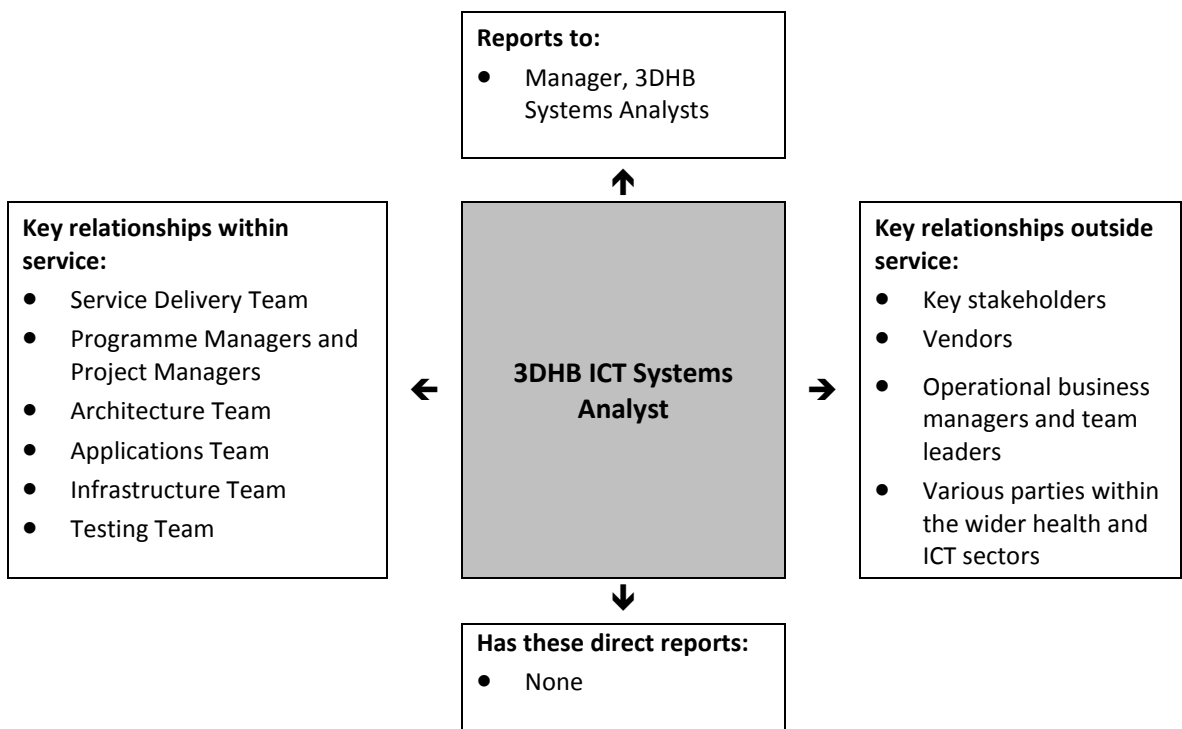 Reports to:
● Manager, 3DHB
Systems Analysts
Key relationships within
service:
● Service Delivery Team
● Programme Managers and
Project Managers
● Architecture Team
● Applications Team
● Infrastructure Team
● Testing Team
3DHB ICT Systems
Analyst
Key relationships outside
service:
● Key stakeholders
● Vendors
● Operational business
managers and team
leaders
● Various parties within
the wider health and
ICT sectors
Has these direct reports:
● None